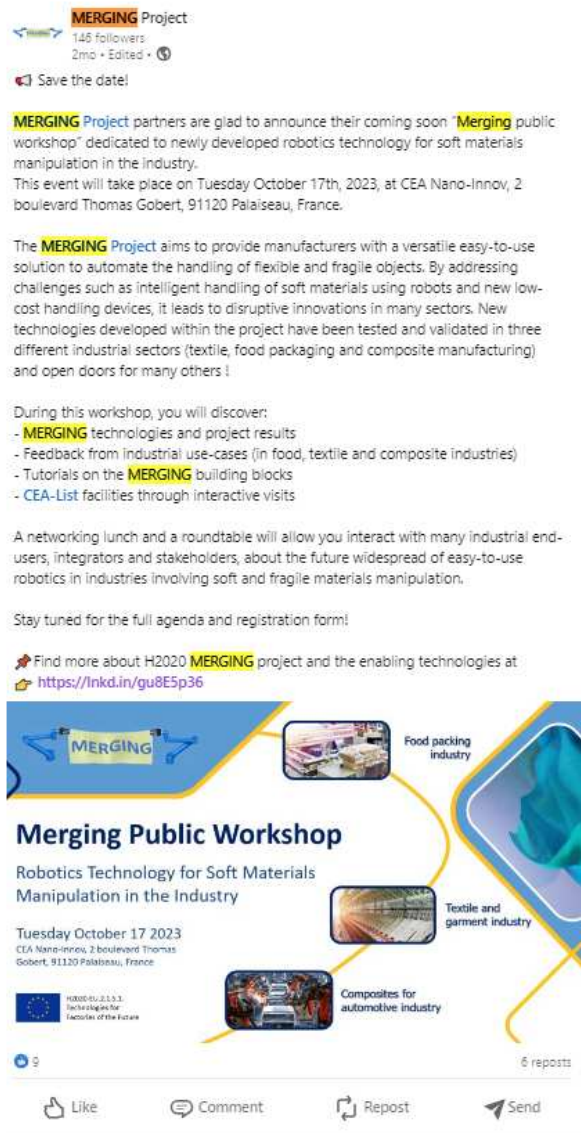 MERGING Project
146 followers
2mo • Edited •
Save the date!
MERGING Project partners are glad to announce their coming soon "Merging public
workshop" dedicated to newly developed robotics technology for soft materials
manipulation in the industry.
This event will take place on Tuesday October 17th, 2023, at CEA Nano-Innov, 2
boulevard Thomas Gobert, 91120 Palaiseau, France.
The MERGING Project aims to provide manufacturers with a versatile easy-to-use
solution to automate the handling of flexible and fragile objects. By addressing
challenges such as intelligent handling of soft materials using robots and new low-
cost handling devices, it leads to disruptive innovations in many sectors. New
technologies developed within the project have been tested and validated in three
different industrial sectors (textile, food packaging and composite manufacturing)
and open doors for many others !
During this workshop, you will discover:
- MERGING technologies and project results
- Feedback from industrial use-cases (in food, textile and composite industries)
- Tutorials on the MERGING building blocks
- CEA-List facilities through interactive visits
A networking lunch and a roundtable will allow you interact with many industrial end-
users, integrators and stakeholders, about the future widespread of easy-to-use
robotics in industries involving soft and fragile materials manipulation.
Stay tuned for the full agenda and registration form!
Find more about H2020 MERGING project and the enabling technologies at
https://lnkd.in/gu8E5p36
MERGING
Food packing
industry
Merging Public Workshop
Robotics Technology for Soft Materials
Manipulation in the Industry
Textile and
garment industry
Tuesday October 17 2023
CEA Nano-Innov, 2 boulevard Thomas
Gobert, 91120 Palaiseau, France
Composites for
automotive industry
H2020-EU.2.1.5.1.
Technologies for
Factories of the Future
9
6 reposts
Like
Comment
Repost
Send